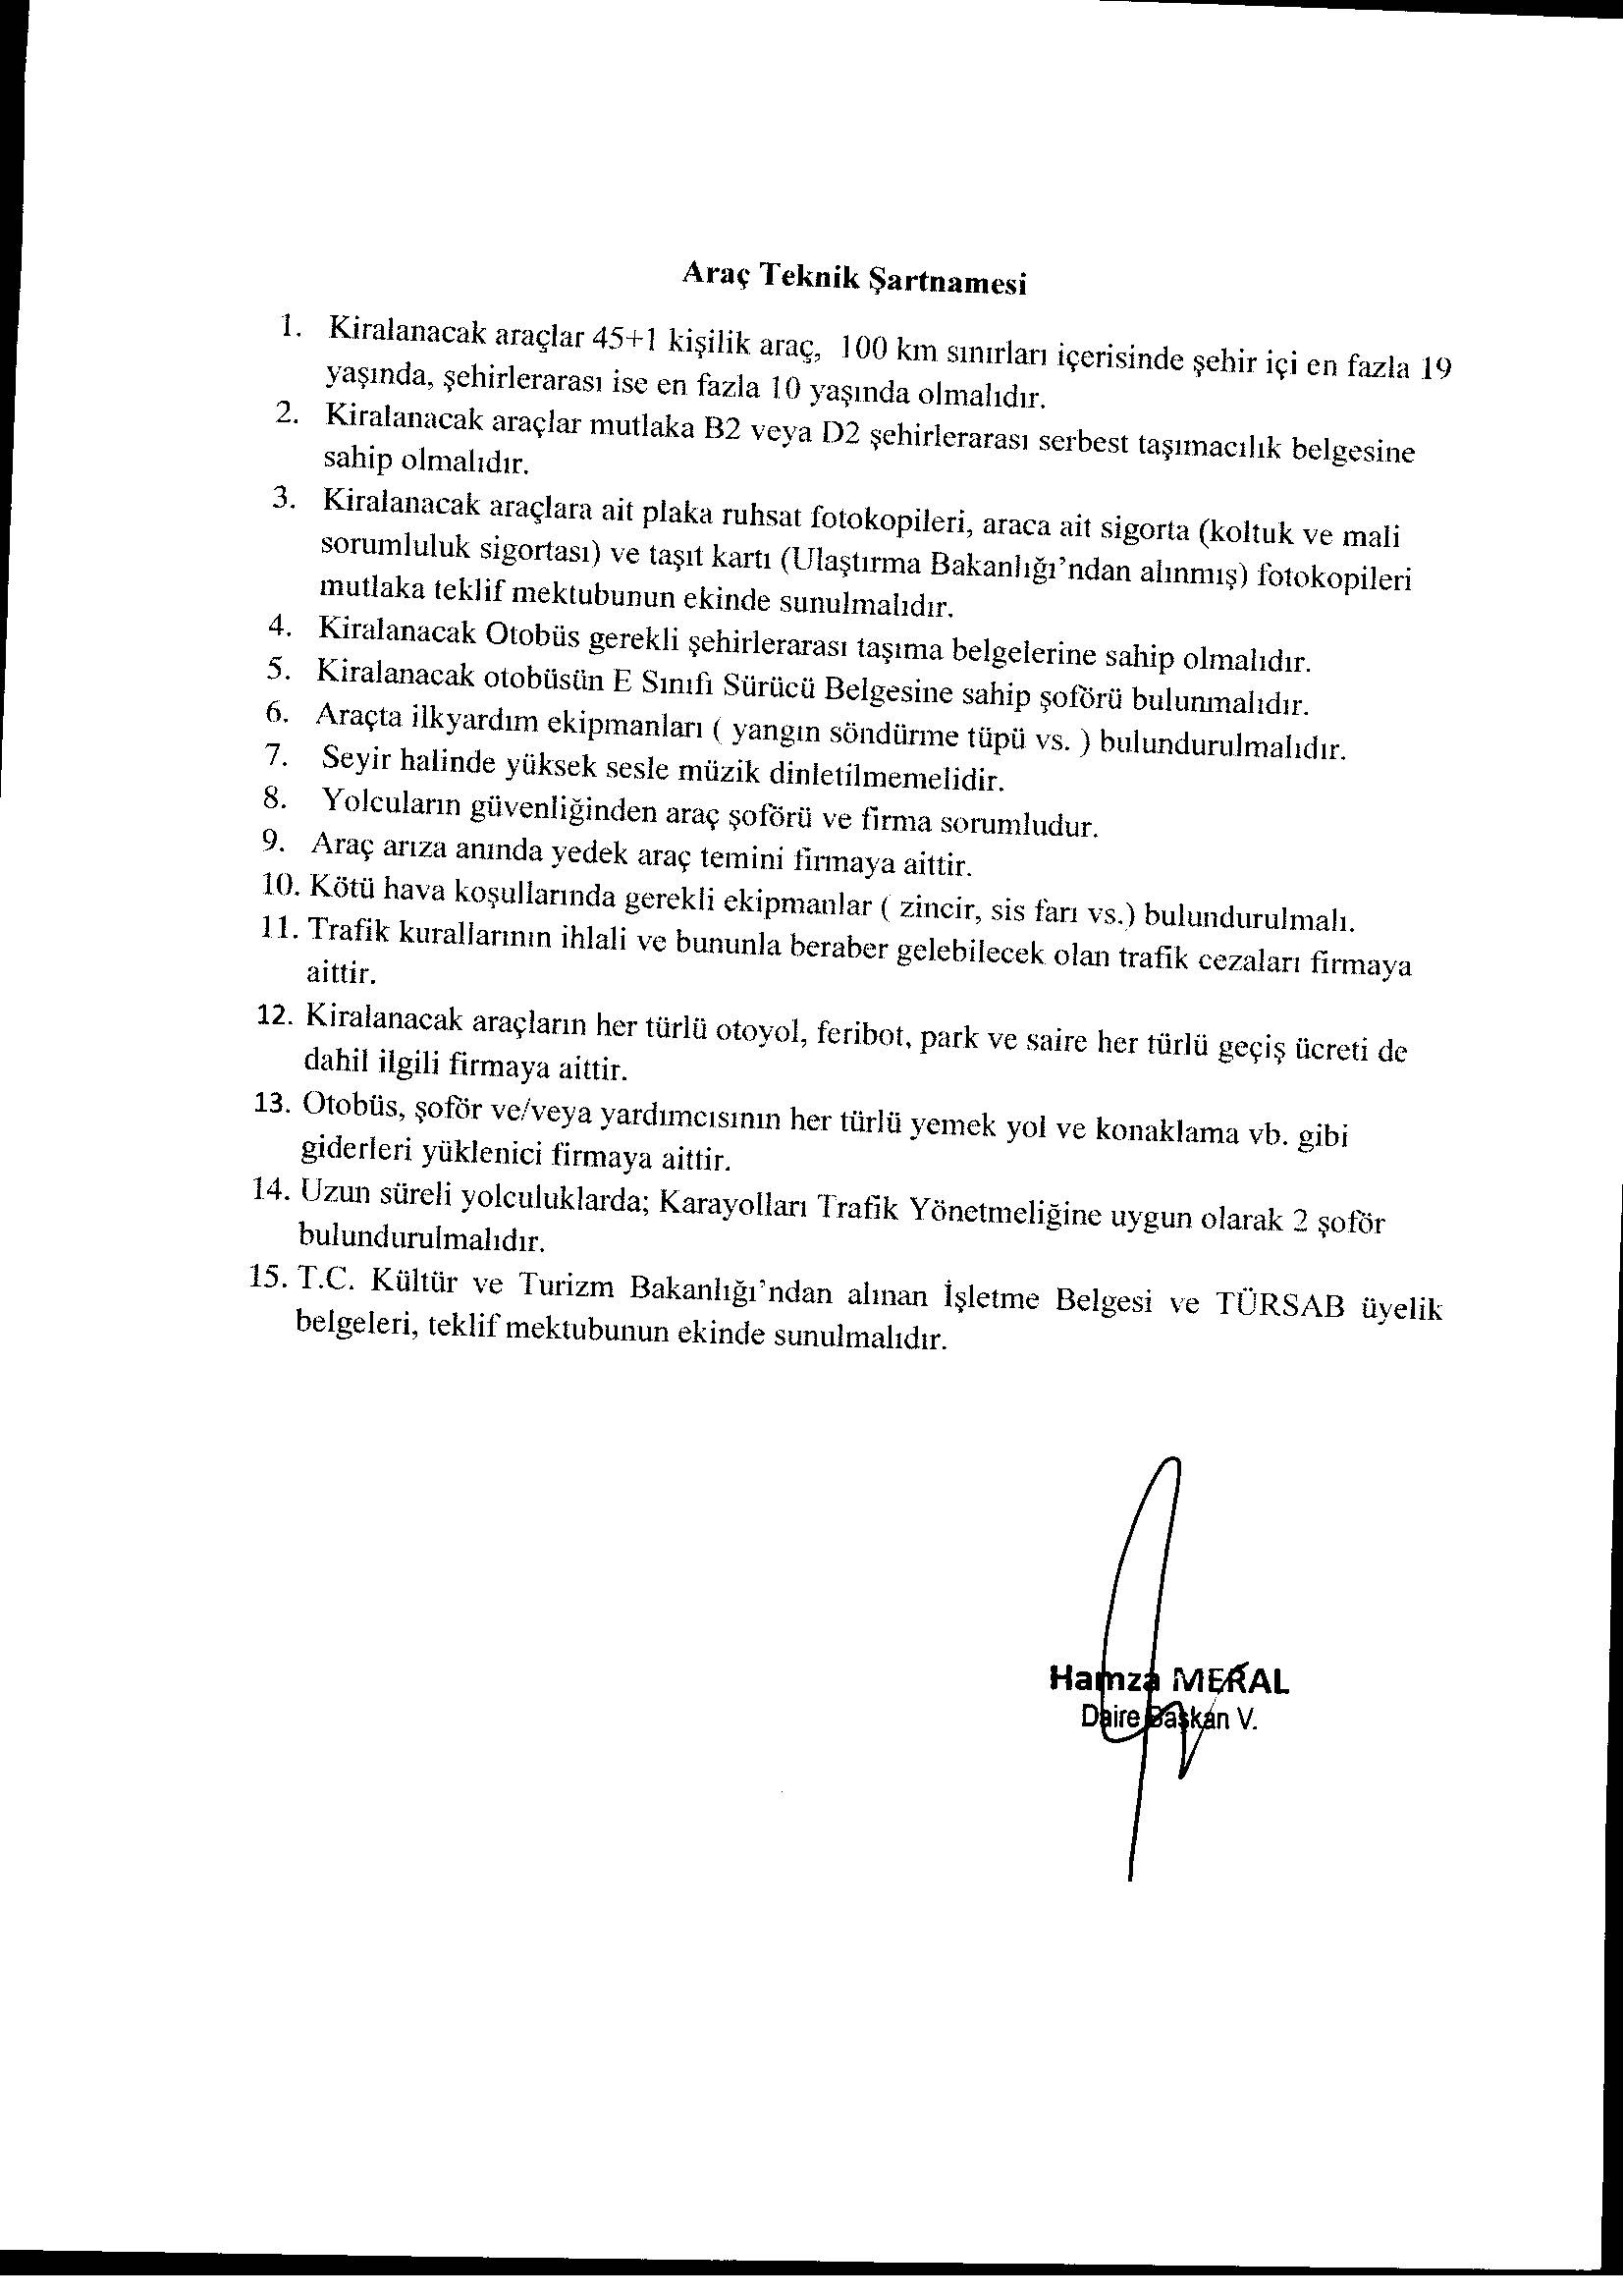 Araç Teknik Şartnamesi
1. Kiralanacak araçlar 45+1 kişilik araç, 100 km sınırları içerisinde şehir içi en fazla 19
yaşında, şehirlerarası ise en fazla 10 yaşında olmalıdır.
2. Kiralanacak araçlar mutlaka B2 veya D2 şehirlerarası serbest taşımacılık belgesine
sahip olmalıdır.
3. Kiralanacak araçlara ait plaka ruhsat fotokopileri, araca ait sigorta (koltuk ve mali
sorumluluk sigortası) ve taşıt kartı (Ulaştırma Bakanlığı'ndan alınmış) fotokopileri
mutlaka teklif mektubunun ekinde sunulmalıdır.
4. Kiralanacak Otobüs gerekli şehirlerarası taşıma belgelerine sahip olmalıdır.
5. Kiralanacak otobüsün E Sınıfı Sürücü Belgesine sahip şoförü bulunmalıdır.
6. Araçta ilkyardım ekipmanları ( yangın söndürme tüpü vs. ) bulundurulmalıdır.
7. Seyir halinde yüksek sesle müzik dinletilmemelidir.
8. Yolcuların güvenliğinden araç şoförü ve firma sorumludur.
9. Araç arıza anında yedek araç temini firmaya aittir.
10. Kötü hava koşullarında gerekli ekipmanlar ( zincir, sis farı vs.) bulundurulmalı.
11. Trafik kurallarının ihlali ve bununla beraber gelebilecek olan trafik cezaları firmaya
aittir.
12. Kiralanacak araçların her türlü otoyol, feribot, park ve saire her türlü geçiş ücreti de
dahil ilgili firmaya aittir.
13. Otobüs, şoför ve/veya yardımcısının her türlü yemek yol ve konaklama vb. gibi
giderleri yüklenici firmaya aittir.
14. Uzun süreli yolculuklarda; Karayolları Trafik Yönetmeliğine uygun olarak 2 şoför
bulundurulmalıdır.
15. T.C. Kültür ve Turizm Bakanlığı'ndan alınan İşletme Belgesi ve TÜRSAB üyelik
belgeleri, teklif mektubunun ekinde sunulmalıdır.
Hamza MERAL
Daire Başkan V.